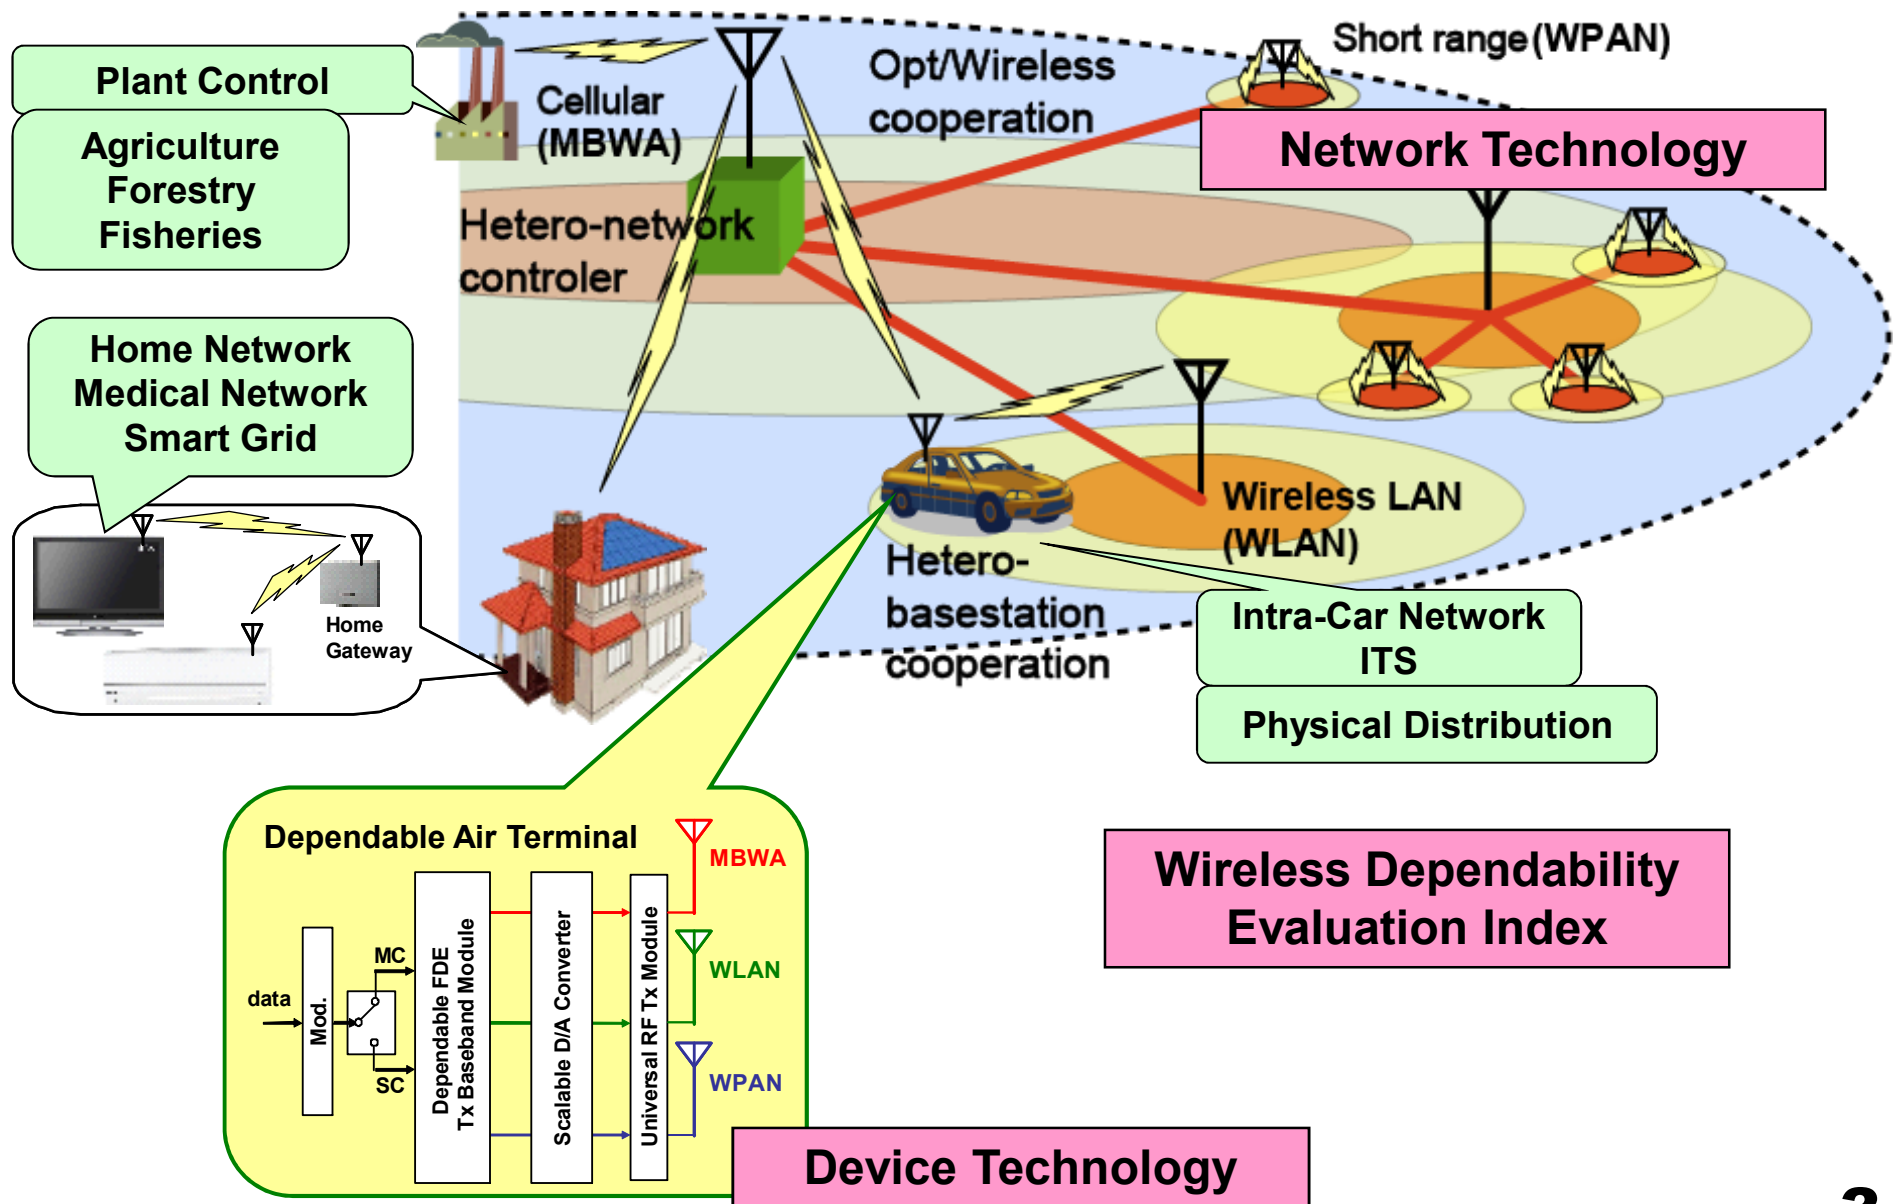 Plant Control
Agriculture
Forestry
Fisheries
Cellular
(MBWA)
Opt/Wireless
cooperation
Short range(WPAN)
Network Technology
Hetero-network
controler
Home Network
Medical Network
Smart Grid
Home
Gateway
Wireless LAN
(WLAN)
Hetero-
basestation
cooperation
Intra-Car Network
ITS
Physical Distribution
Dependable Air Terminal
MBWA
WLAN
WPAN
data
Mod.
MC
SC
Dependable FDE
Tx Baseband Module
Scalable D/A Converter
Universal RF Tx Module
Wireless Dependability
Evaluation Index
Device Technology